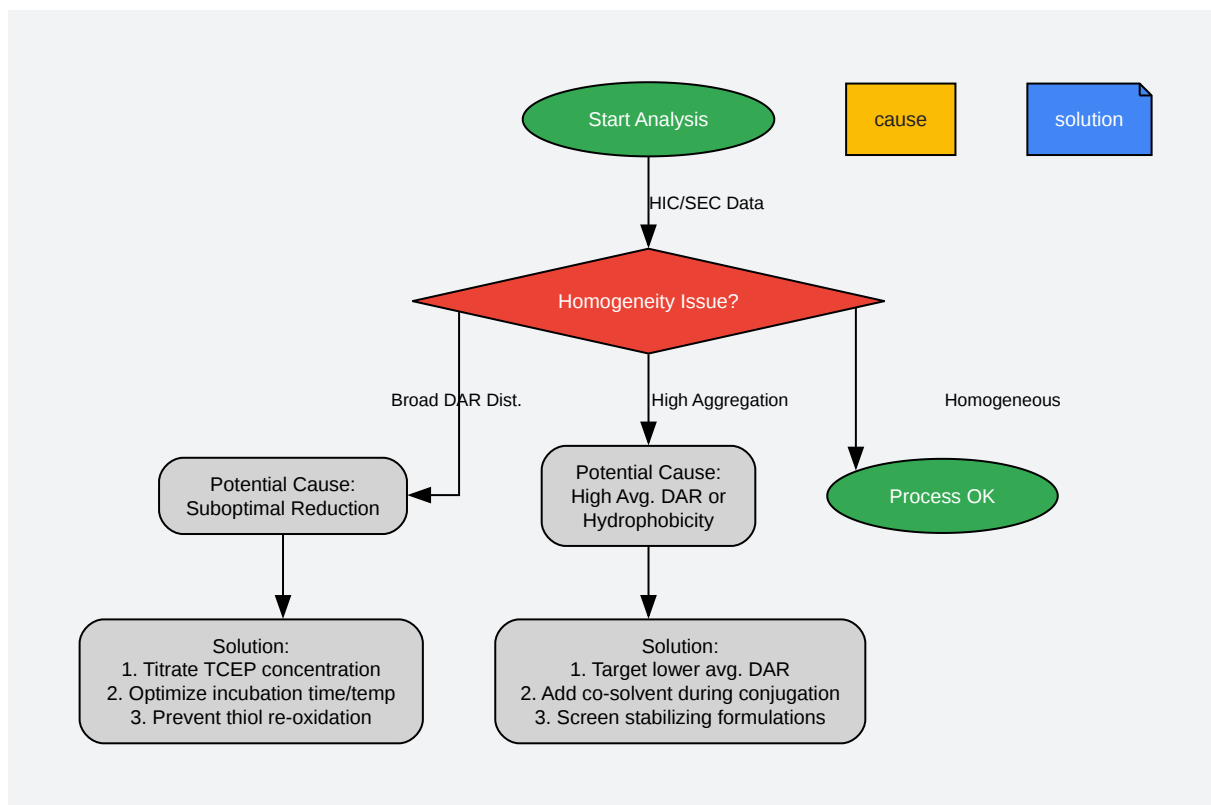 Start Analysis
cause
solution
HIC/SEC Data
Homogeneity Issue?
Broad DAR Dist.
High Aggregation
Homogeneous
Potential Cause:
Suboptimal Reduction
Potential Cause:
High Avg. DAR or
Hydrophobicity
Process OK
Solution:
1. Titrate TCEP concentration
2. Optimize incubation time/temp
3. Prevent thiol re-oxidation
Solution:
1. Target lower avg. DAR
2. Add co-solvent during conjugation
3. Screen stabilizing formulations